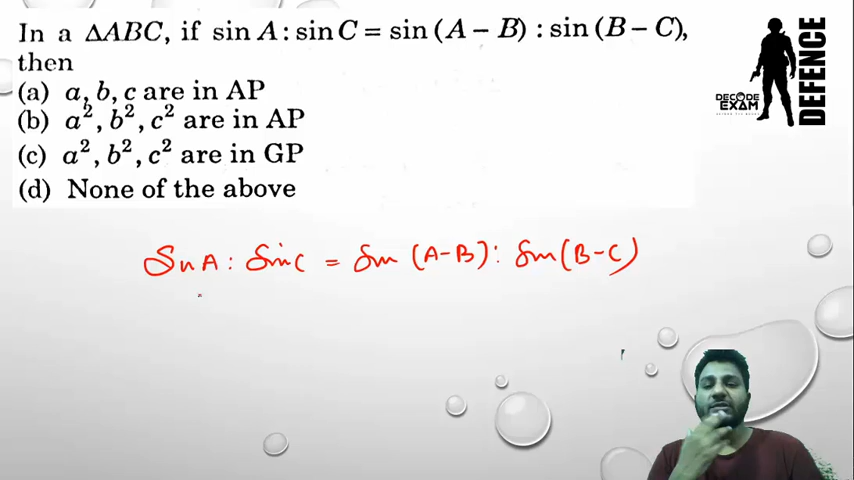 In a ΔABC, if sin A : sin C = sin (A − B) : sin (B − C),
then
(a) a, b, c are in AP
(b) a², b², c² are in AP
(c) a², b², c² are in GP
(d) None of the above
DECODE
EXAM
DEFENCE
SinA : SinC = Sin (A-B) : Sin (B-C)